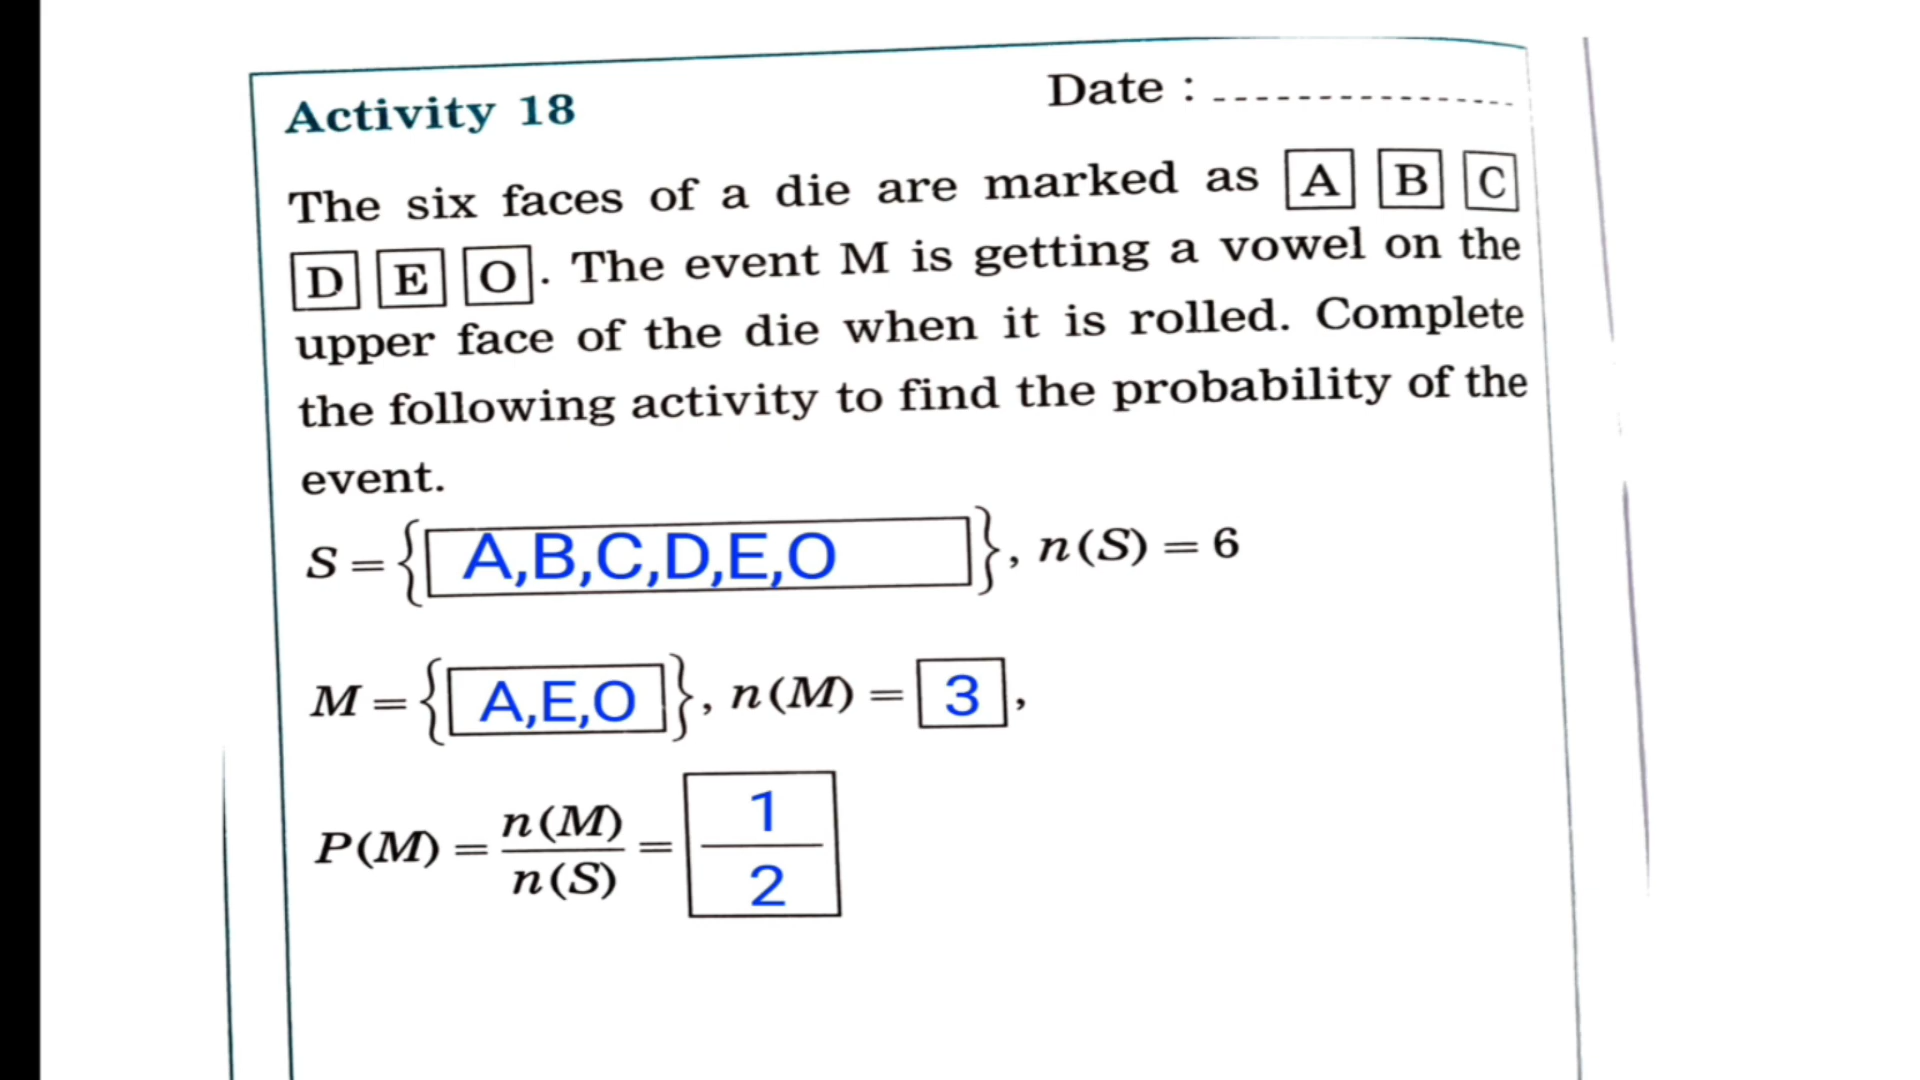 Activity 18
Date : ................
The six faces of a die are marked as A B C
D E O. The event M is getting a vowel on the
upper face of the die when it is rolled. Complete
the following activity to find the probability of the
event.
S = { A,B,C,D,E,O }, n(S) = 6
M = { A,E,O }, n(M) = 3 ,
P(M) = n(M)/n(S) = 1/2